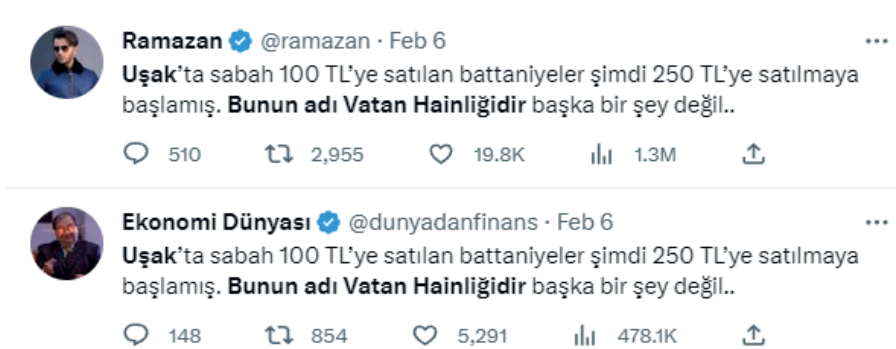 Ramazan @ramazan · Feb 6
Uşak'ta sabah 100 TL'ye satılan battaniyeler şimdi 250 TL'ye satılmaya
başlamış. Bunun adı Vatan Hainliğidir başka bir şey değil..
510 2,955 19.8K 1.3M
Ekonomi Dünyası @dunyadanfinans · Feb 6
Uşak'ta sabah 100 TL'ye satılan battaniyeler şimdi 250 TL'ye satılmaya
başlamış. Bunun adı Vatan Hainliğidir başka bir şey değil..
148 854 5,291 478.1K